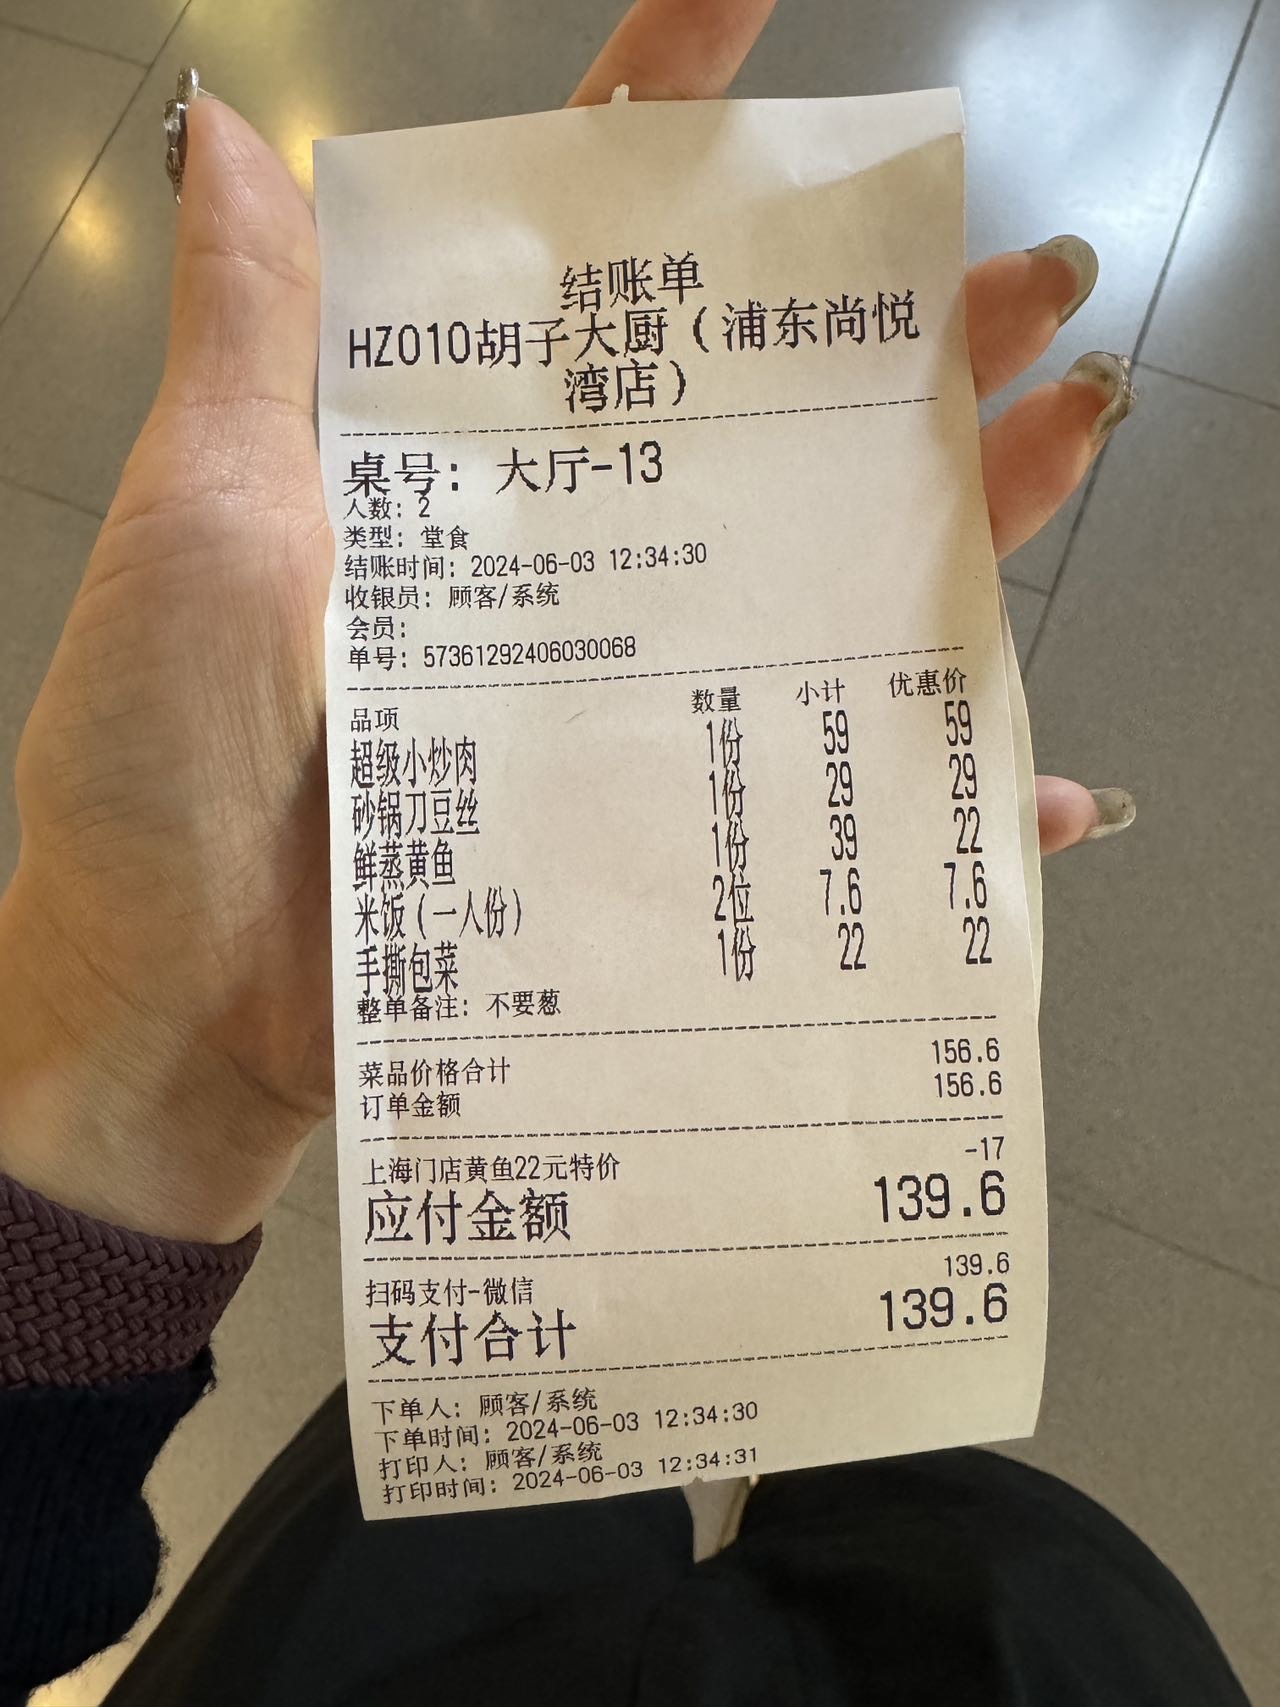 结账单
HZ010胡子大厨(浦东尚悦
湾店)
桌号: 大厅-13
人数: 2
类型: 堂食
结账时间: 2024-06-03 12:34:30
收银员: 顾客/系统
会员:
单号: 57361292406030068
品项 数量 小计 优惠价
超级小炒肉 1份 59 59
砂锅刀豆丝 1份 29 29
鲜蒸黄鱼 1份 39 22
米饭(一人份) 2位 7.6 7.6
手撕包菜 1份 22 22
整单备注: 不要葱
菜品价格合计 156.6
订单金额 156.6
上海门店黄鱼22元特价 -17
应付金额 139.6
扫码支付-微信 139.6
支付合计 139.6
下单人: 顾客/系统
下单时间: 2024-06-03 12:34:30
打印人: 顾客/系统
打印时间: 2024-06-03 12:34:31